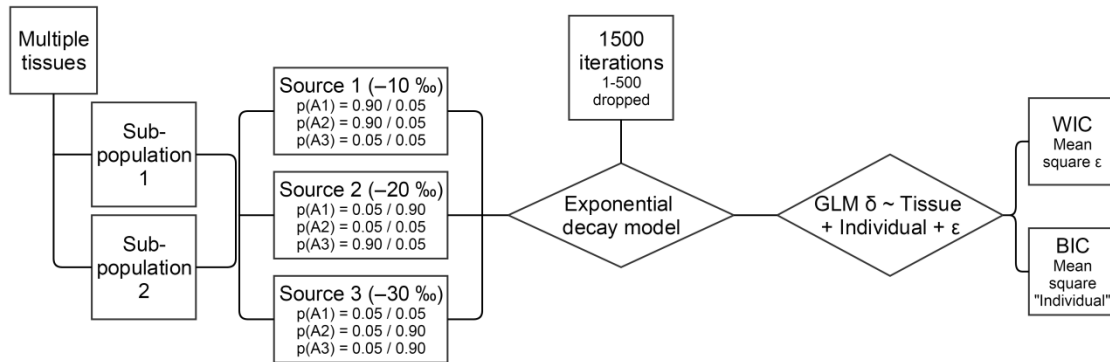 Multiple
tissues
Sub-
population
1
Sub-
population
2
Source 1 (–10 ‰)
p(A1) = 0.90 / 0.05
p(A2) = 0.90 / 0.05
p(A3) = 0.05 / 0.05
Source 2 (–20 ‰)
p(A1) = 0.05 / 0.90
p(A2) = 0.05 / 0.05
p(A3) = 0.90 / 0.05
Source 3 (–30 ‰)
p(A1) = 0.05 / 0.05
p(A2) = 0.05 / 0.90
p(A3) = 0.05 / 0.90
1500
iterations
1-500
dropped
Exponential
decay model
GLM δ ~ Tissue
+ Individual + ε
WIC
Mean
square ε
BIC
Mean
square
"Individual"